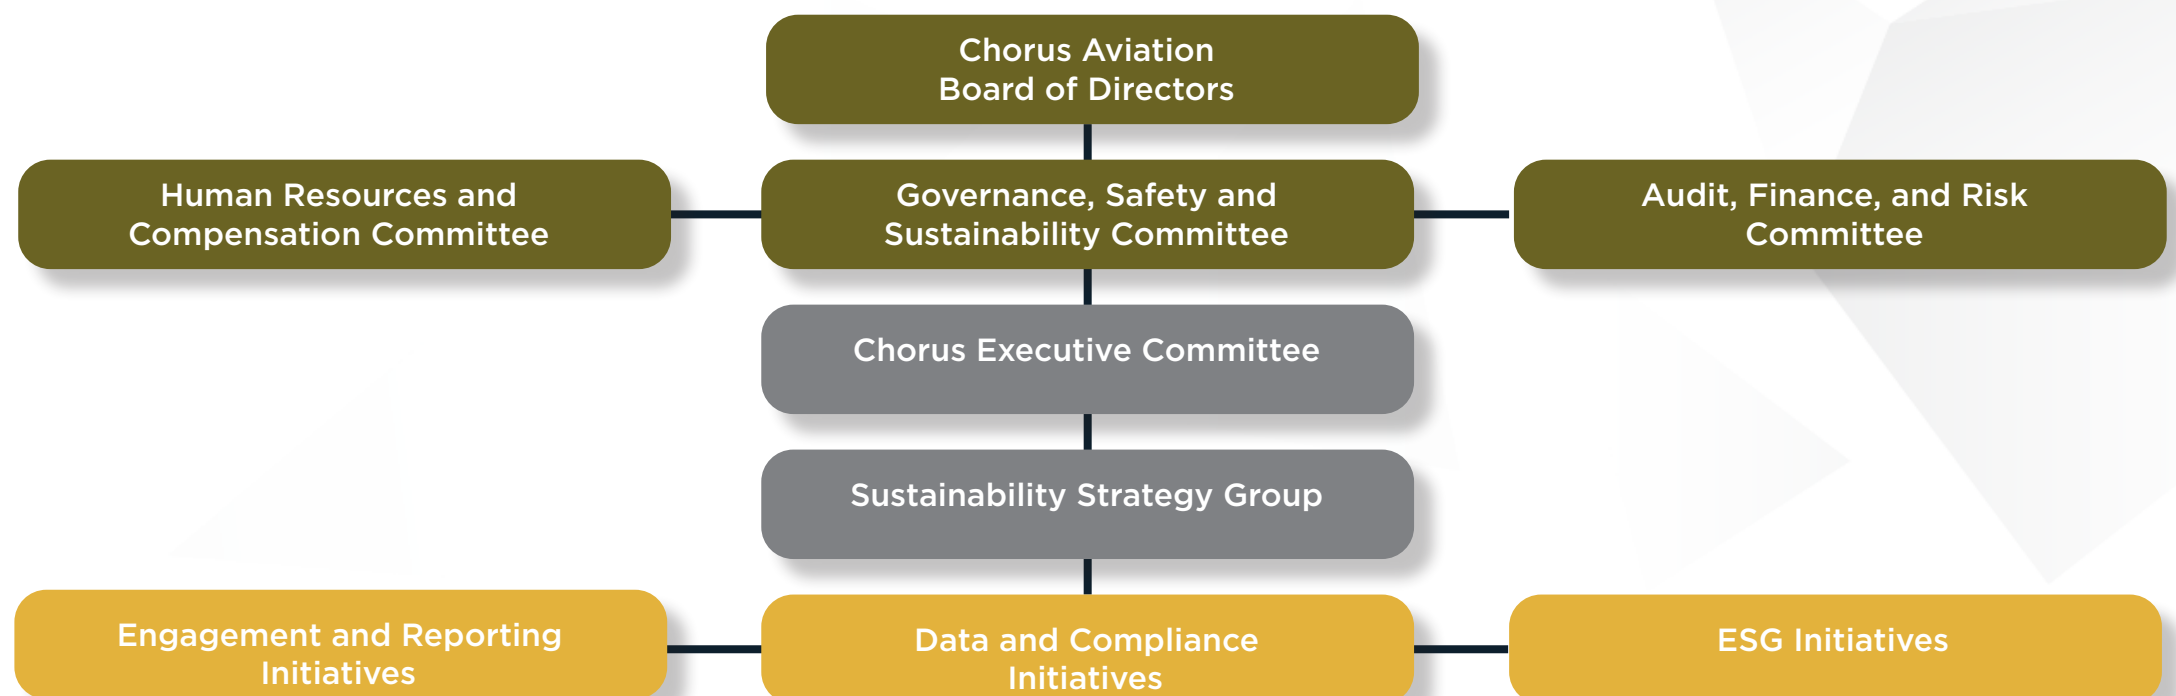 Chorus Aviation
Board of Directors
Human Resources and
Compensation Committee
Governance, Safety and
Sustainability Committee
Audit, Finance, and Risk
Committee
Chorus Executive Committee
Sustainability Strategy Group
Engagement and Reporting
Initiatives
Data and Compliance
Initiatives
ESG Initiatives